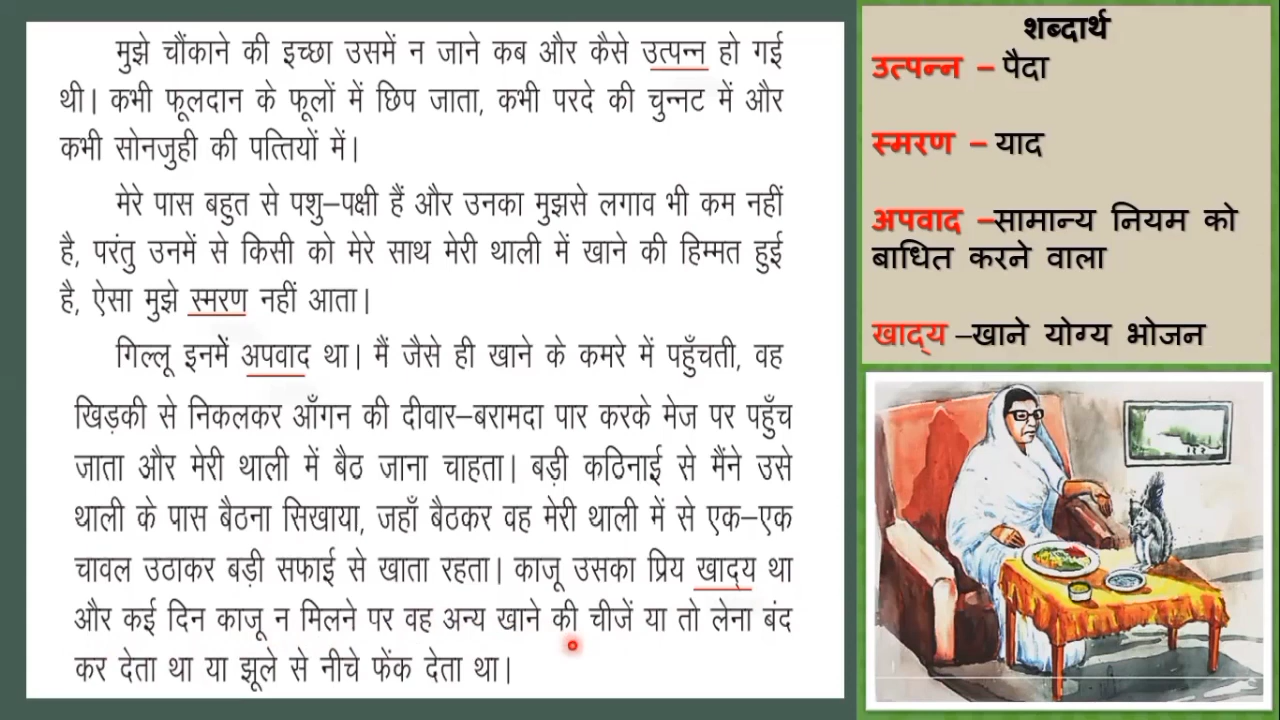 मुझे चौंकाने की इच्छा उसमें न जाने कब और कैसे उत्पन्न हो गई
थी। कभी फूलदान के फूलों में छिप जाता, कभी परदे की चुन्नट में और
कभी सोनजुही की पत्तियों में।
मेरे पास बहुत से पशु–पक्षी हैं और उनका मुझसे लगाव भी कम नहीं
है, परंतु उनमें से किसी को मेरे साथ मेरी थाली में खाने की हिम्मत हुई
है, ऐसा मुझे स्मरण नहीं आता।
गिल्लू इनमें अपवाद था। मैं जैसे ही खाने के कमरे में पहुँचती, वह
खिड़की से निकलकर आँगन की दीवार–बरामदा पार करके मेज पर पहुँच
जाता और मेरी थाली में बैठ जाना चाहता। बड़ी कठिनाई से मैंने उसे
थाली के पास बैठना सिखाया, जहाँ बैठकर वह मेरी थाली में से एक–एक
चावल उठाकर बड़ी सफाई से खाता रहता। काजू उसका प्रिय खाद्‍य था
और कई दिन काजू न मिलने पर वह अन्य खाने की चीजें या तो लेना बंद
कर देता था या झूले से नीचे फेंक देता था।
शब्दार्थ
उत्पन्न – पैदा
स्मरण – याद
अपवाद –सामान्य नियम को
बाधित करने वाला
खाद्‍य –खाने योग्य भोजन